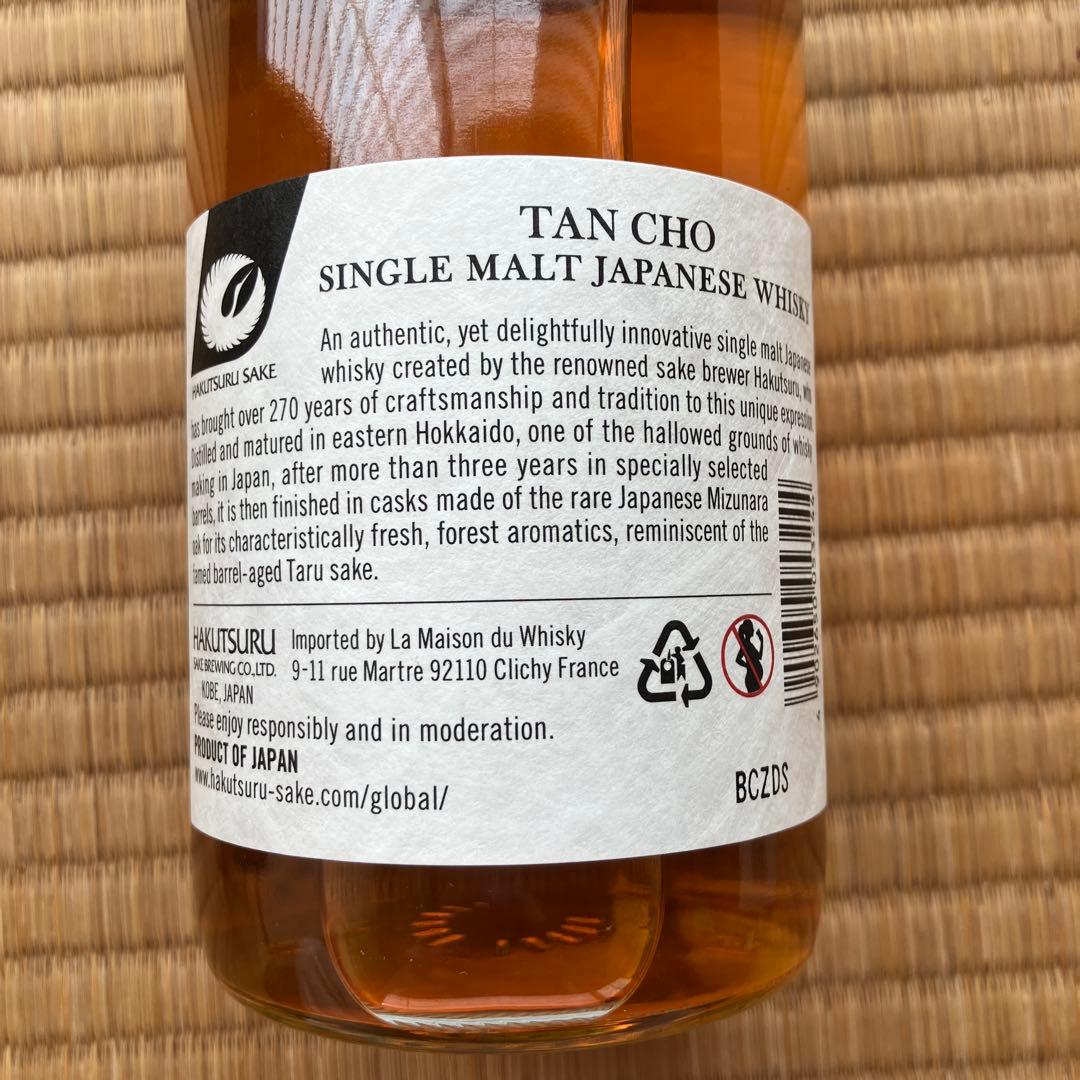 TAN CHO
SINGLE MALT JAPANESE WHISKY
HAKUTSURU SAKE
An authentic, yet delightfully innovative single malt Japanese
whisky created by the renowned sake brewer Hakutsuru,
has brought over 270 years of craftsmanship and tradition to this unique expression
Distilled and matured in eastern Hokkaido, one of the hallowed grounds of whisky
making in Japan, after more than three years in specially selected
barrels, it is then finished in casks made of the rare Japanese Mizunara
oak for its characteristically fresh, forest aromatics, reminiscent of the
famed barrel-aged Taru sake.
HAKUTSURU
SAKE BREWING CO., LTD.
KOBE, JAPAN
Imported by La Maison du Whisky
9-11 rue Martre 92110 Clichy France
Please enjoy responsibly and in moderation.
PRODUCT OF JAPAN
www.hakutsuru-sake.com/global/
BCZDS